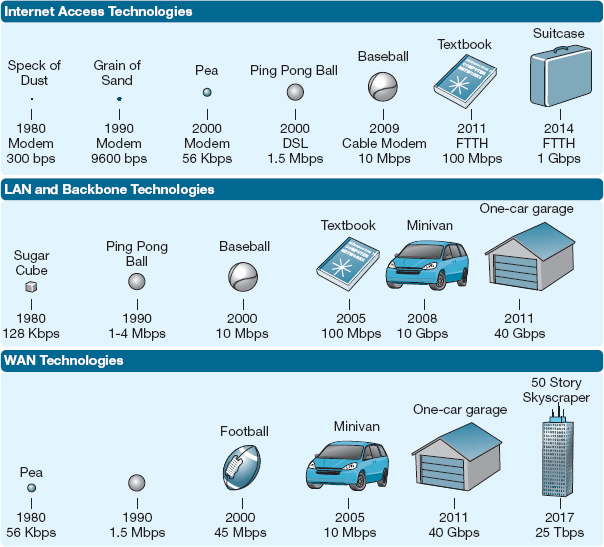 Internet Access Technologies
Speck of Dust
Grain of Sand
Pea
Ping Pong Ball
Baseball
Textbook
Suitcase
1980 Modem 300 bps
1990 Modem 9600 bps
2000 Modem 56 Kbps
2000 DSL 1.5 Mbps
2009 Cable Modem 10 Mbps
2011 FTTH 100 Mbps
2014 FTTH 1 Gbps
LAN and Backbone Technologies
Sugar Cube
Ping Pong Ball
Baseball
Textbook
Minivan
One-car garage
1980 128 Kbps
1990 1-4 Mbps
2000 10 Mbps
2005 100 Mbps
2008 10 Gbps
2011 40 Gbps
WAN Technologies
Pea
Football
Minivan
One-car garage
50 Story Skyscraper
1980 56 Kbps
1990 1.5 Mbps
2000 45 Mbps
2005 10 Mbps
2011 40 Gbps
2017 25 Tbps